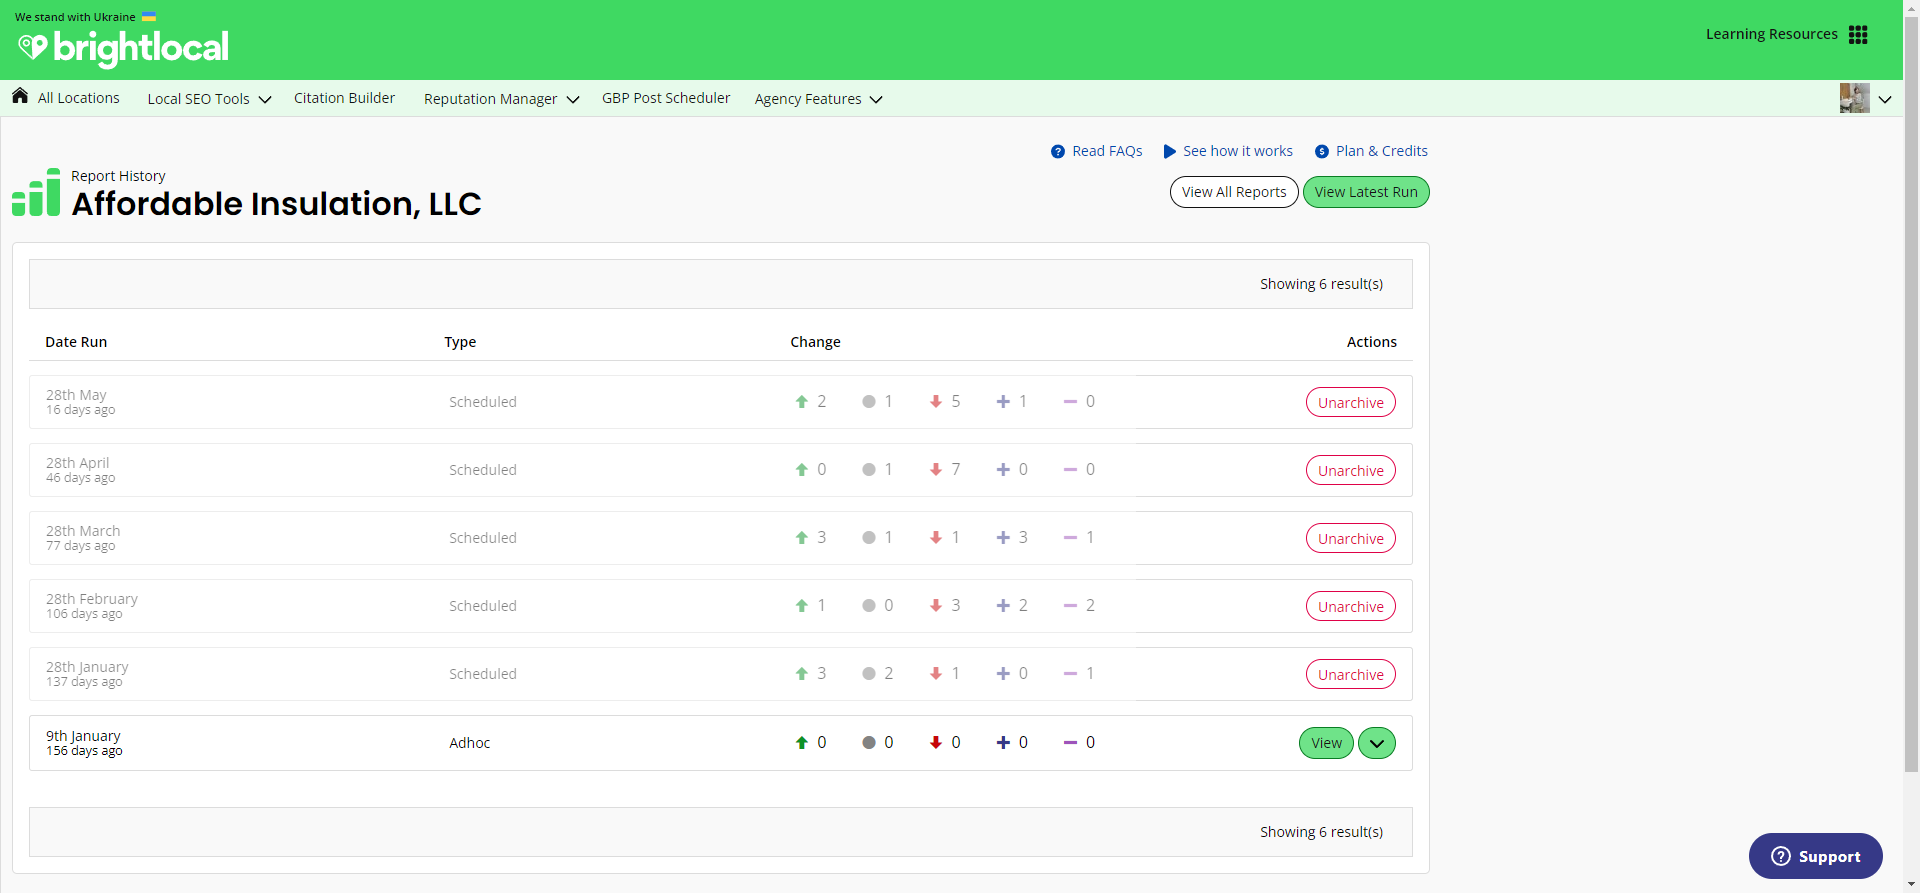 We stand with Ukraine
brightlocal
Learning Resources
All Locations Local SEO Tools Citation Builder Reputation Manager GBP Post Scheduler Agency Features
Read FAQs See how it works Plan & Credits
Report History
Affordable Insulation, LLC
View All Reports View Latest Run
Showing 6 result(s)
Date Run Type Change Actions
28th May
16 days ago
Scheduled 2 1 5 1 0 Unarchive
28th April
46 days ago
Scheduled 0 1 7 0 0 Unarchive
28th March
77 days ago
Scheduled 3 1 1 3 1 Unarchive
28th February
106 days ago
Scheduled 1 0 3 2 2 Unarchive
28th January
137 days ago
Scheduled 3 2 1 0 1 Unarchive
9th January
156 days ago
Adhoc 0 0 0 0 0 View
Showing 6 result(s)
Support